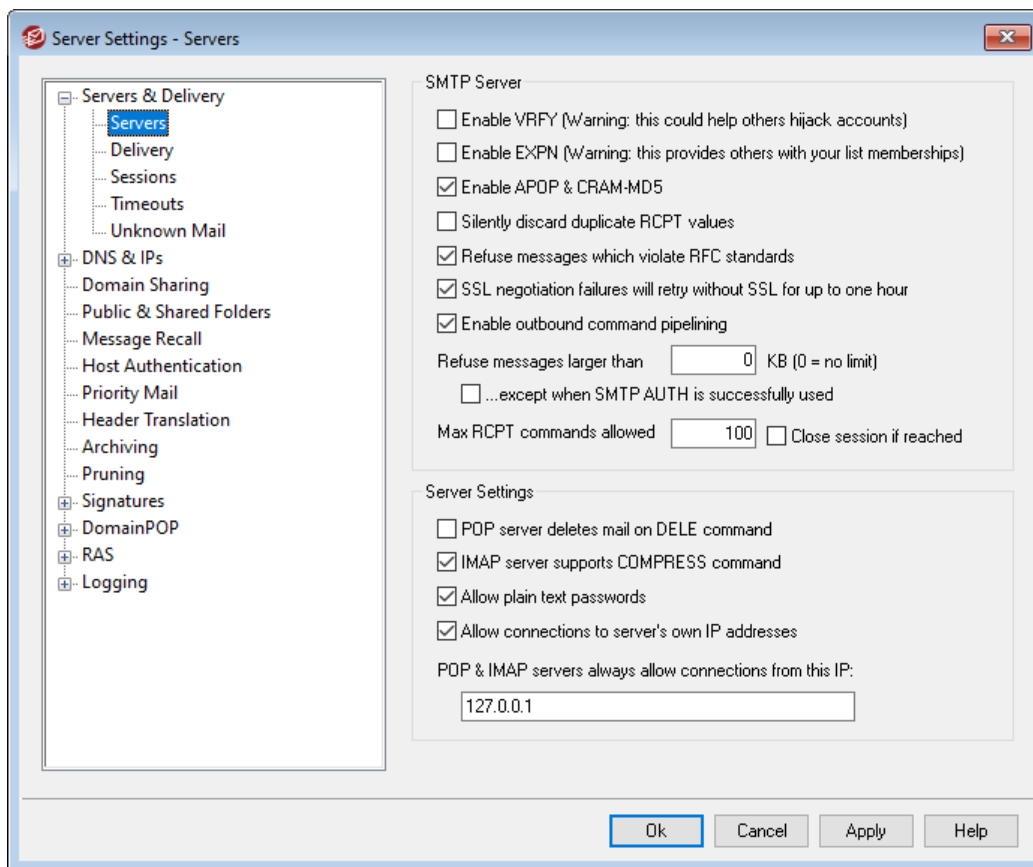 Server Settings - Servers
Servers & Delivery
Servers
Delivery
Sessions
Timeouts
Unknown Mail
DNS & IPs
Domain Sharing
Public & Shared Folders
Message Recall
Host Authentication
Priority Mail
Header Translation
Archiving
Pruning
Signatures
DomainPOP
RAS
Logging
SMTP Server
Enable VRFY (Warning: this could help others hijack accounts)
Enable EXPN (Warning: this provides others with your list memberships)
Enable APOP & CRAM-MD5
Silently discard duplicate RCPT values
Refuse messages which violate RFC standards
SSL negotiation failures will retry without SSL for up to one hour
Enable outbound command pipelining
Refuse messages larger than 0 KB (0 = no limit)
...except when SMTP AUTH is successfully used
Max RCPT commands allowed 100 Close session if reached
Server Settings
POP server deletes mail on DELE command
IMAP server supports COMPRESS command
Allow plain text passwords
Allow connections to server's own IP addresses
POP & IMAP servers always allow connections from this IP:
127.0.0.1
Ok Cancel Apply Help